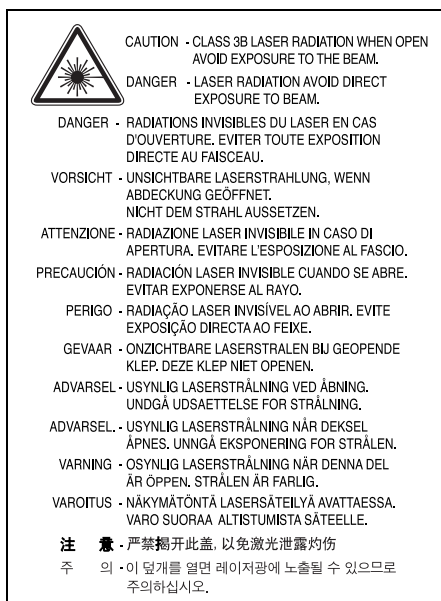 CAUTION - CLASS 3B LASER RADIATION WHEN OPEN
AVOID EXPOSURE TO THE BEAM.
DANGER - LASER RADIATION AVOID DIRECT
EXPOSURE TO BEAM.
DANGER - RADIATIONS INVISIBLES DU LASER EN CAS
D'OUVERTURE. EVITER TOUTE EXPOSITION
DIRECTE AU FAISCEAU.
VORSICHT - UNSICHTBARE LASERSTRAHLUNG, WENN
ABDECKUNG GEÖFFNET.
NICHT DEM STRAHL AUSSETZEN.
ATTENZIONE - RADIAZIONE LASER INVISIBILE IN CASO DI
APERTURA. EVITARE L'ESPOSIZIONE AL FASCIO.
PRECAUCIÓN - RADIACIÓN LASER INVISIBLE CUANDO SE ABRE.
EVITAR EXPONERSE AL RAYO.
PERIGO - RADIAÇÃO LASER INVISÍVEL AO ABRIR. EVITE
EXPOSIÇÃO DIRECTA AO FEIXE.
GEVAAR - ONZICHTBARE LASERSTRALEN BIJ GEOPENDE
KLEP. DEZE KLEP NIET OPENEN.
ADVARSEL - USYNLIG LASERSTRÅLNING VED ÅBNING.
UNDGÅ UDSAETTELSE FOR STRÅLNING.
ADVARSEL. - USYNLIG LASERSTRÅLNING NÅR DEKSEL
ÅPNES. UNNGÅ EKSPONERING FOR STRÅLEN.
VARNING - OSYNLIG LASERSTRÅLNING NÄR DENNA DEL
ÄR ÖPPEN. STRÅLEN ÄR FARLIG.
VAROITUS - NÄKYMÄTÖNTÄ LASERSÄTEILYÄ AVATTAESSA.
VARO SUORAA ALTISTUMISTA SÄTEELLE.
注 意 - 严禁揭开此盖, 以免激光泄露灼伤
주 의 - 이 덮개를 열면 레이저광에 노출될 수 있으므로
주의하십시오.